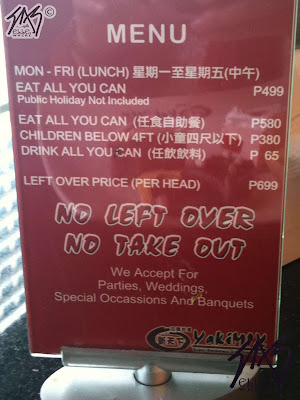 MENU
MON - FRI (LUNCH) 星期一至星期五(中午)
EAT ALL YOU CAN P499
Public Holiday Not Included
EAT ALL YOU CAN (任食自助餐) P580
CHILDREN BELOW 4FT (小童四尺以下) P380
DRINK ALL YOU CAN (任飲飲料) P 65
LEFT OVER PRICE (PER HEAD) P699
NO LEFT OVER
NO TAKE OUT
We Accept For
Parties, Weddings,
Special Occassions And Banquets
Yakimix